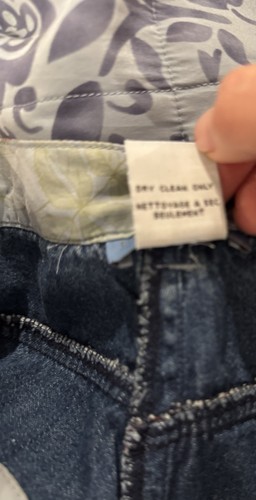 DRY CLEAN ONLY
NETTOYAGE A SEC
SEULEMENT